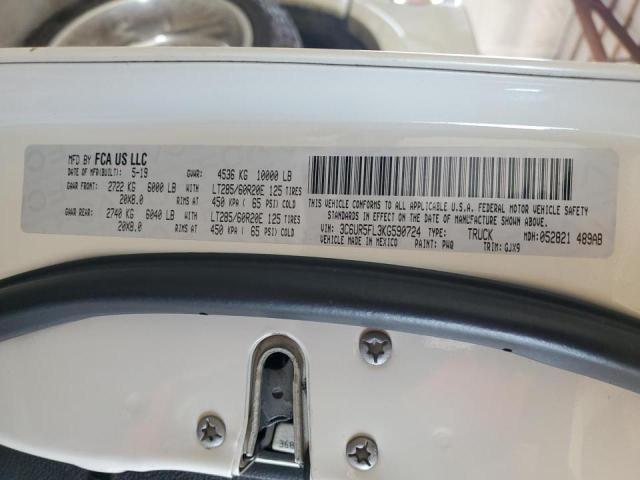 MFD BY FCA US LLC
DATE OF MFD(BUILT): 5-19 GVWR: 4536 KG 10000 LB
GAWR FRONT: 2722 KG 6000 LB WITH LT285/60R20E 125 TIRES
20X8.0 RIMS AT 450 KPA ( 65 PSI) COLD
GAWR REAR: 2740 KG 6040 LB WITH LT285/60R20E 125 TIRES
20X8.0 RIMS AT 450 KPA ( 65 PSI) COLD
THIS VEHICLE CONFORMS TO ALL APPLICABLE U.S.A. FEDERAL MOTOR VEHICLE SAFETY
STANDARDS IN EFFECT ON THE DATE OF MANUFACTURE SHOWN ABOVE.
VIN: 3C6UR5FL3KG590724 TYPE: TRUCK MDH:052821 489AB
VEHICLE MADE IN MEXICO PAINT: PW8 TRIM: GJX9
368